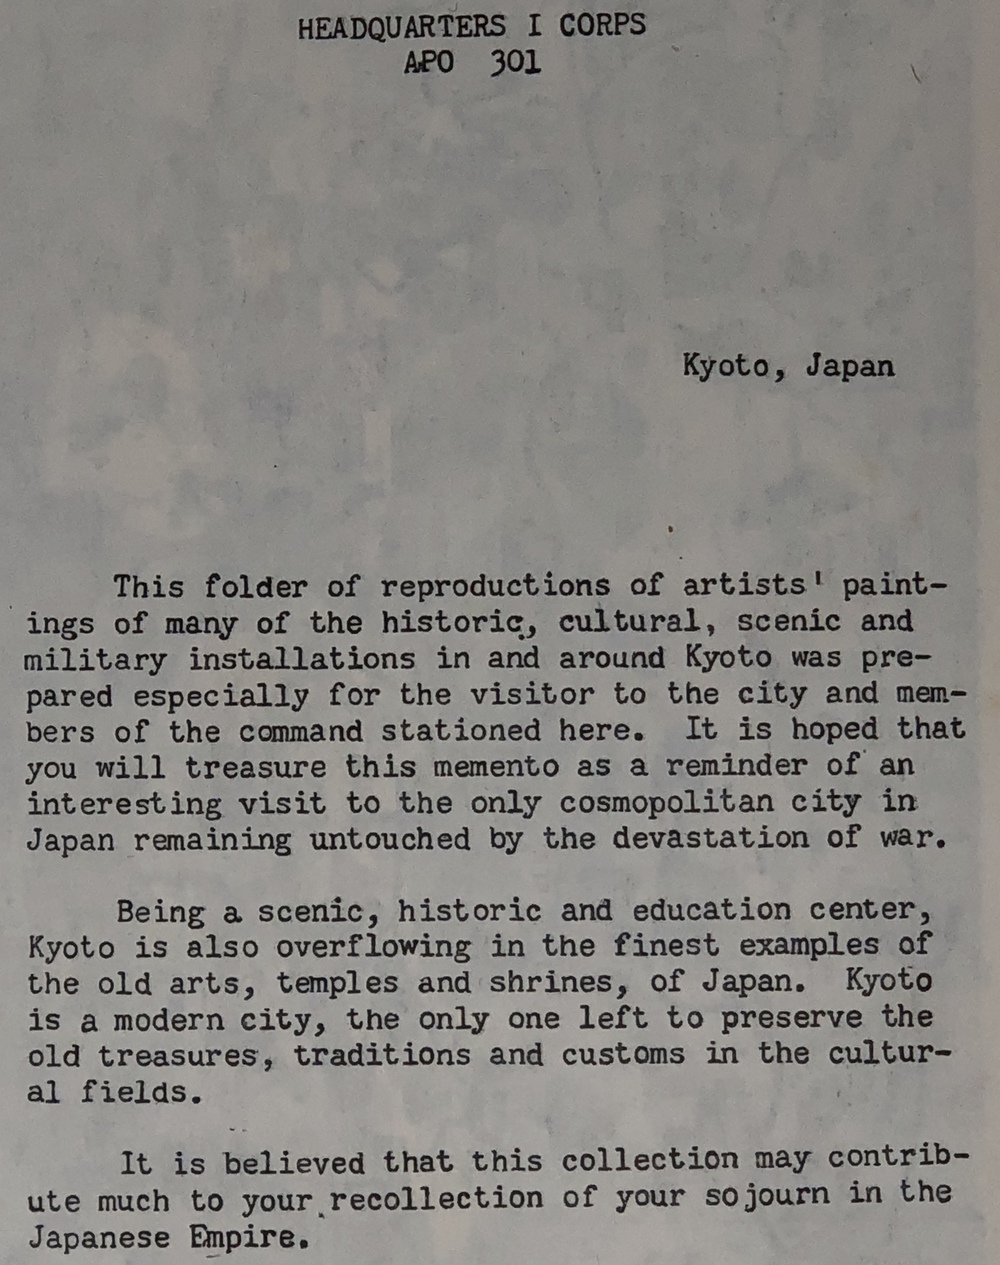 HEADQUARTERS I CORPS
APO 301
Kyoto, Japan
This folder of reproductions of artists' paint-
ings of many of the historic, cultural, scenic and
military installations in and around Kyoto was pre-
pared especially for the visitor to the city and mem-
bers of the command stationed here. It is hoped that
you will treasure this memento as a reminder of an
interesting visit to the only cosmopolitan city in
Japan remaining untouched by the devastation of war.
Being a scenic, historic and education center,
Kyoto is also overflowing in the finest examples of
the old arts, temples and shrines, of Japan. Kyoto
is a modern city, the only one left to preserve the
old treasures, traditions and customs in the cultur-
al fields.
It is believed that this collection may contrib-
ute much to your recollection of your sojourn in the
Japanese Empire.